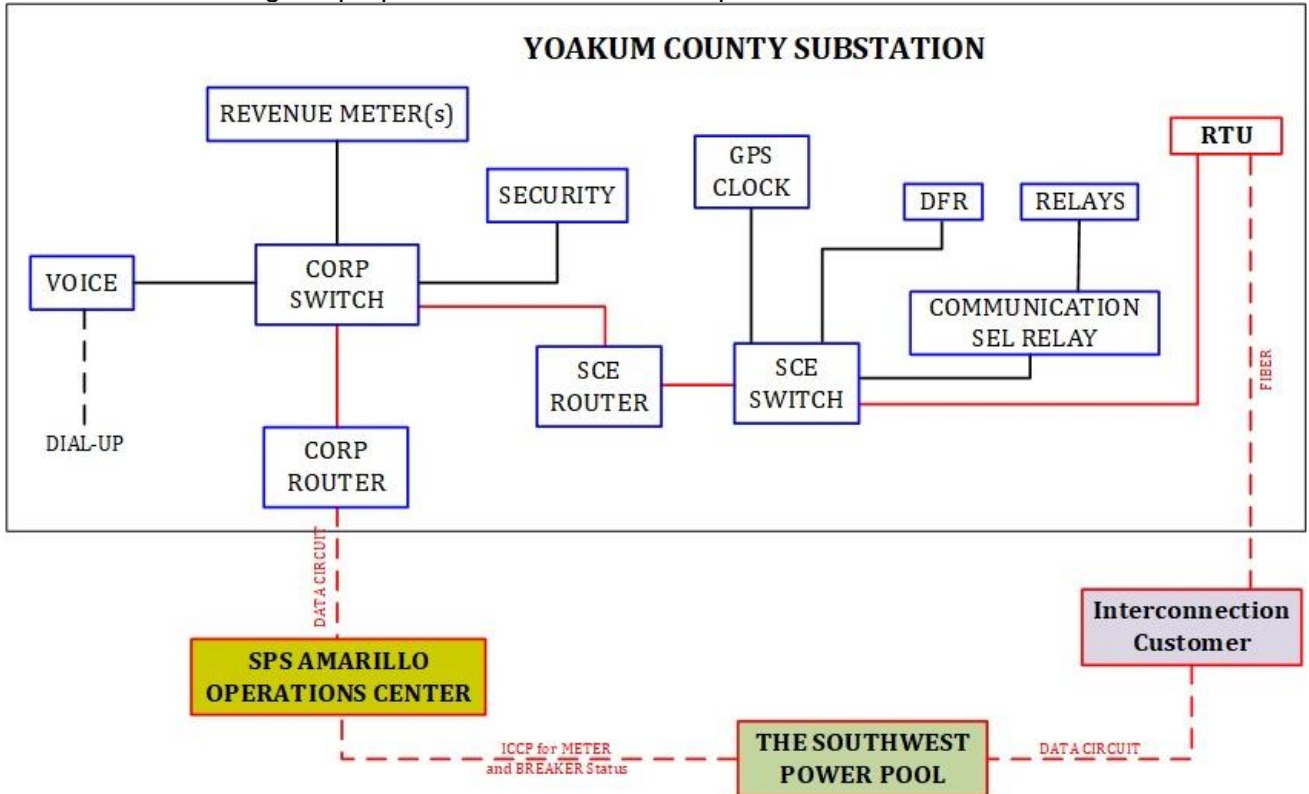 YOAKUM COUNTY SUBSTATION
REVENUE METER(s)
SECURITY
GPS
CLOCK
DFR
RELAYS
RTU
VOICE
CORP
SWITCH
COMMUNICATION
SEL RELAY
SCE
ROUTER
SCE
SWITCH
FIBER
DIAL-UP
CORP
ROUTER
DATA CIRCUIT
Interconnection
Customer
SPS AMARILLO
OPERATIONS CENTER
ICCP for METER
and BREAKER Status
THE SOUTHWEST
POWER POOL
DATA CIRCUIT